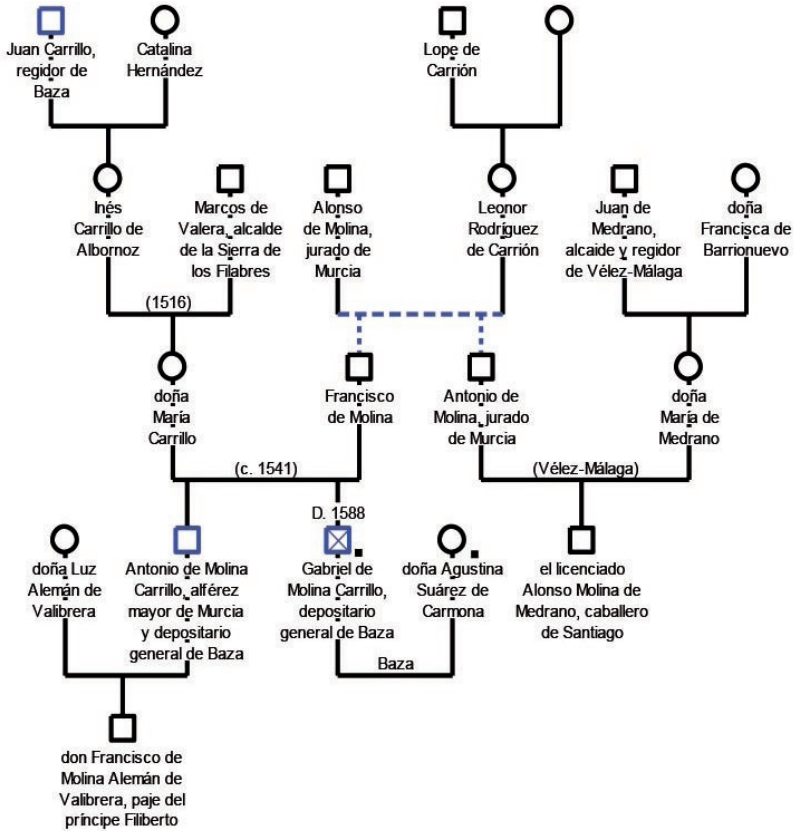 Juan Carrillo,
regidor de
Baza
Catalina
Hernández
Lope de
Carrión
Inés
Carrillo de
Albornoz
Marcos de
Valera, alcalde
de la Sierra de
los Filabres
Alonso
de Molina,
jurado de
Murcia
Leonor
Rodríguez
de Carrión
Juan de
Medrano,
alcaide y regidor
de Vélez-Málaga
doña
Francisca de
Barrionuevo
(1516)
doña
María
Carrillo
Francisco
de Molina
Antonio de
Molina, jurado
de Murcia
doña
María de
Medrano
(c. 1541)
(Vélez-Málaga)
D. 1588
doña Luz
Alemán de
Valibrera
Antonio de Molina
Carrillo, alférez
mayor de Murcia
y depositario
general de Baza
Gabriel de
Molina Carrillo,
depositario
general de Baza
doña Agustina
Suárez de
Carmona
el licenciado
Alonso Molina de
Medrano, caballero
de Santiago
Baza
don Francisco de
Molina Alemán de
Valibrera, paje del
príncipe Filiberto